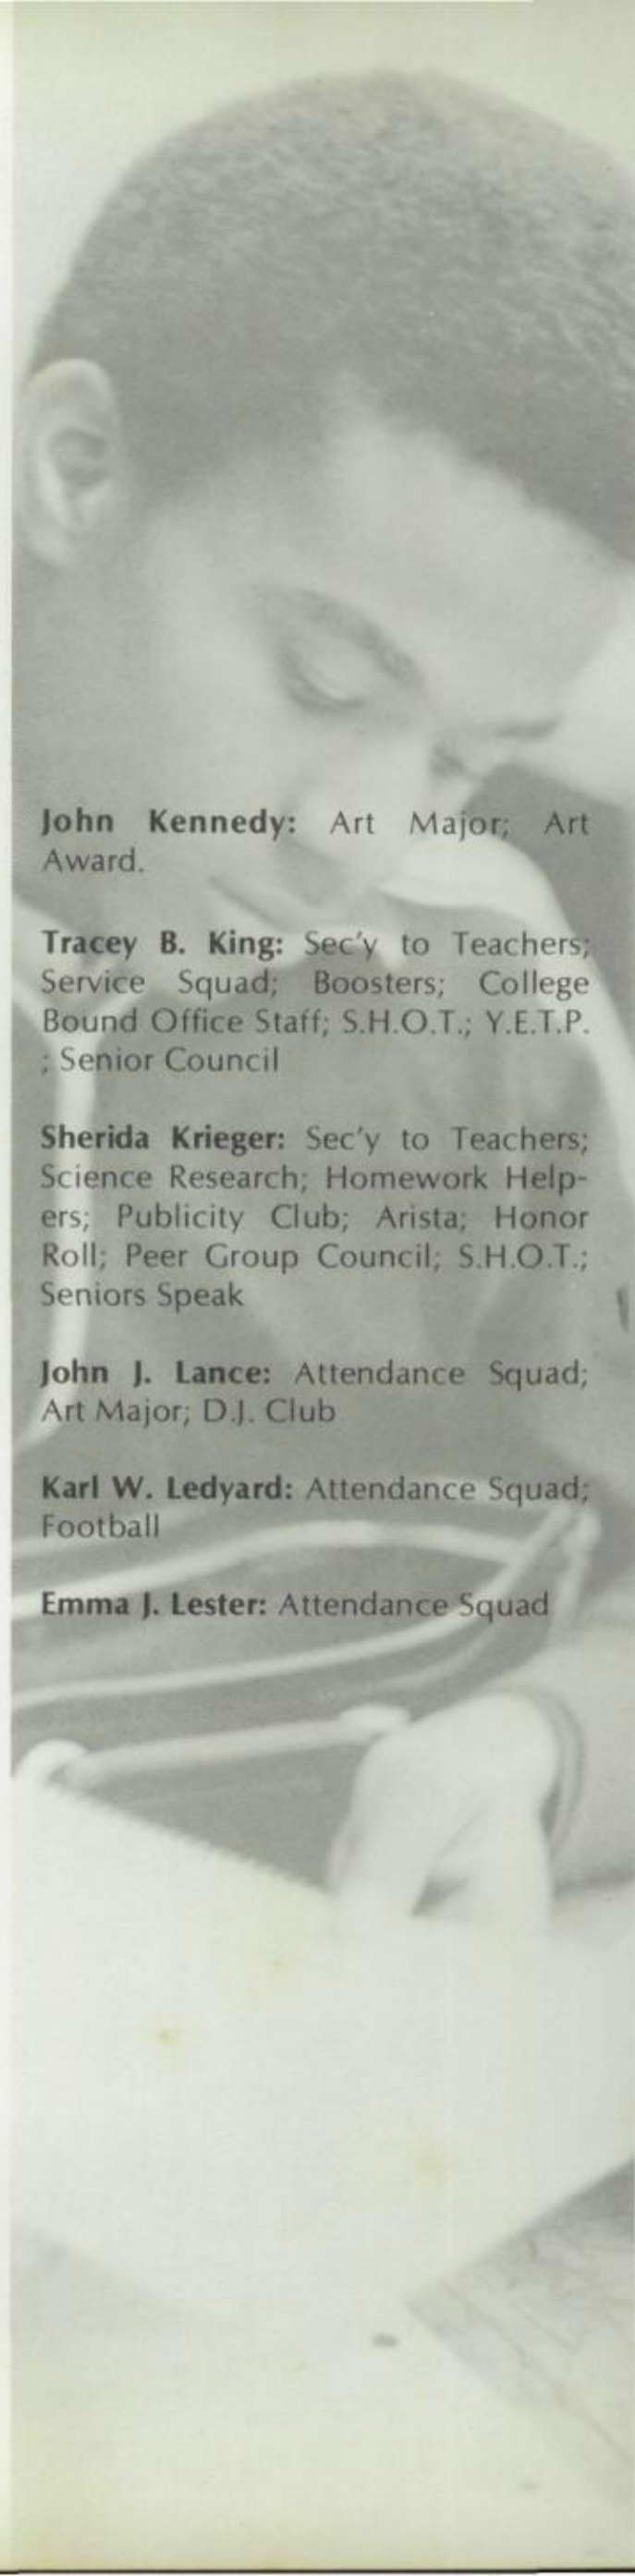 John Kennedy: Art Major; Art
Award.
Tracey B. King: Sec'y to Teachers;
Service Squad; Boosters; College
Bound Office Staff; S.H.O.T.; Y.E.T.P.
; Senior Council
Sherida Krieger: Sec'y to Teachers;
Science Research; Homework Help-
ers; Publicity Club; Arista; Honor
Roll; Peer Group Council; S.H.O.T.;
Seniors Speak
John J. Lance: Attendance Squad;
Art Major; D.J. Club
Karl W. Ledyard: Attendance Squad;
Football
Emma J. Lester: Attendance Squad